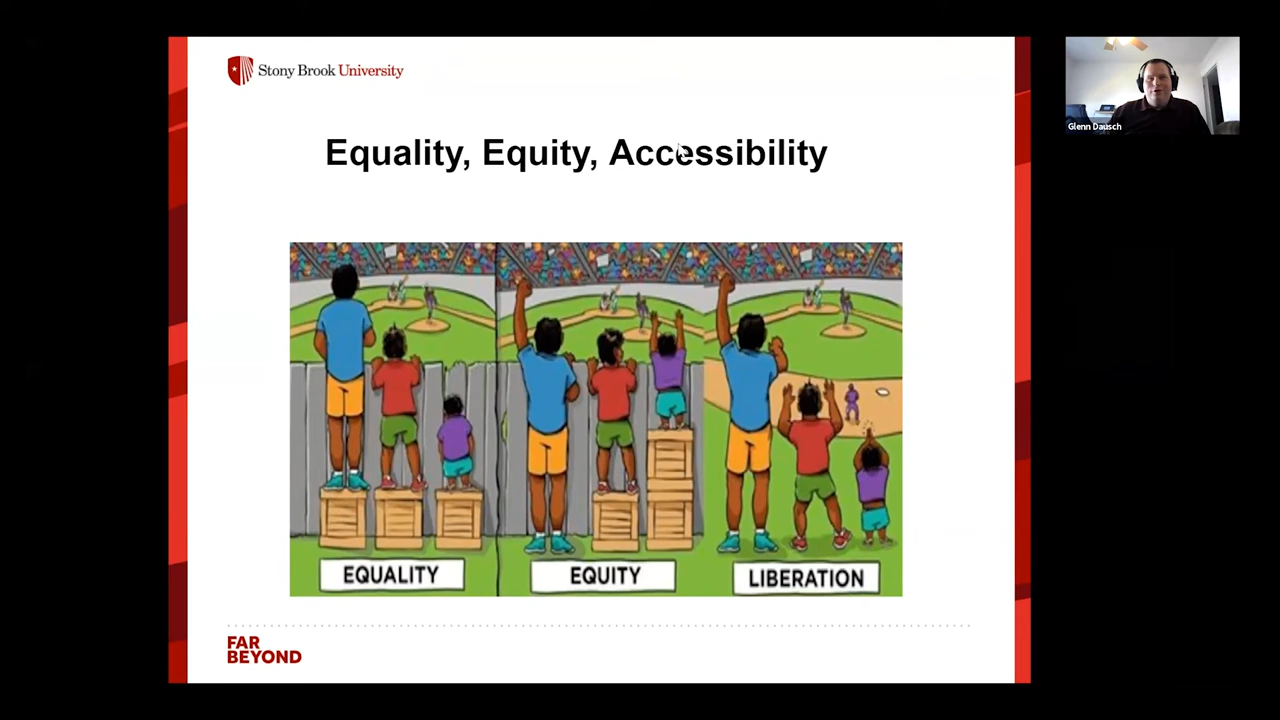 Stony Brook University
Glenn Dausch
Equality, Equity, Accessibility
EQUALITY
EQUITY
LIBERATION
FAR
BEYOND